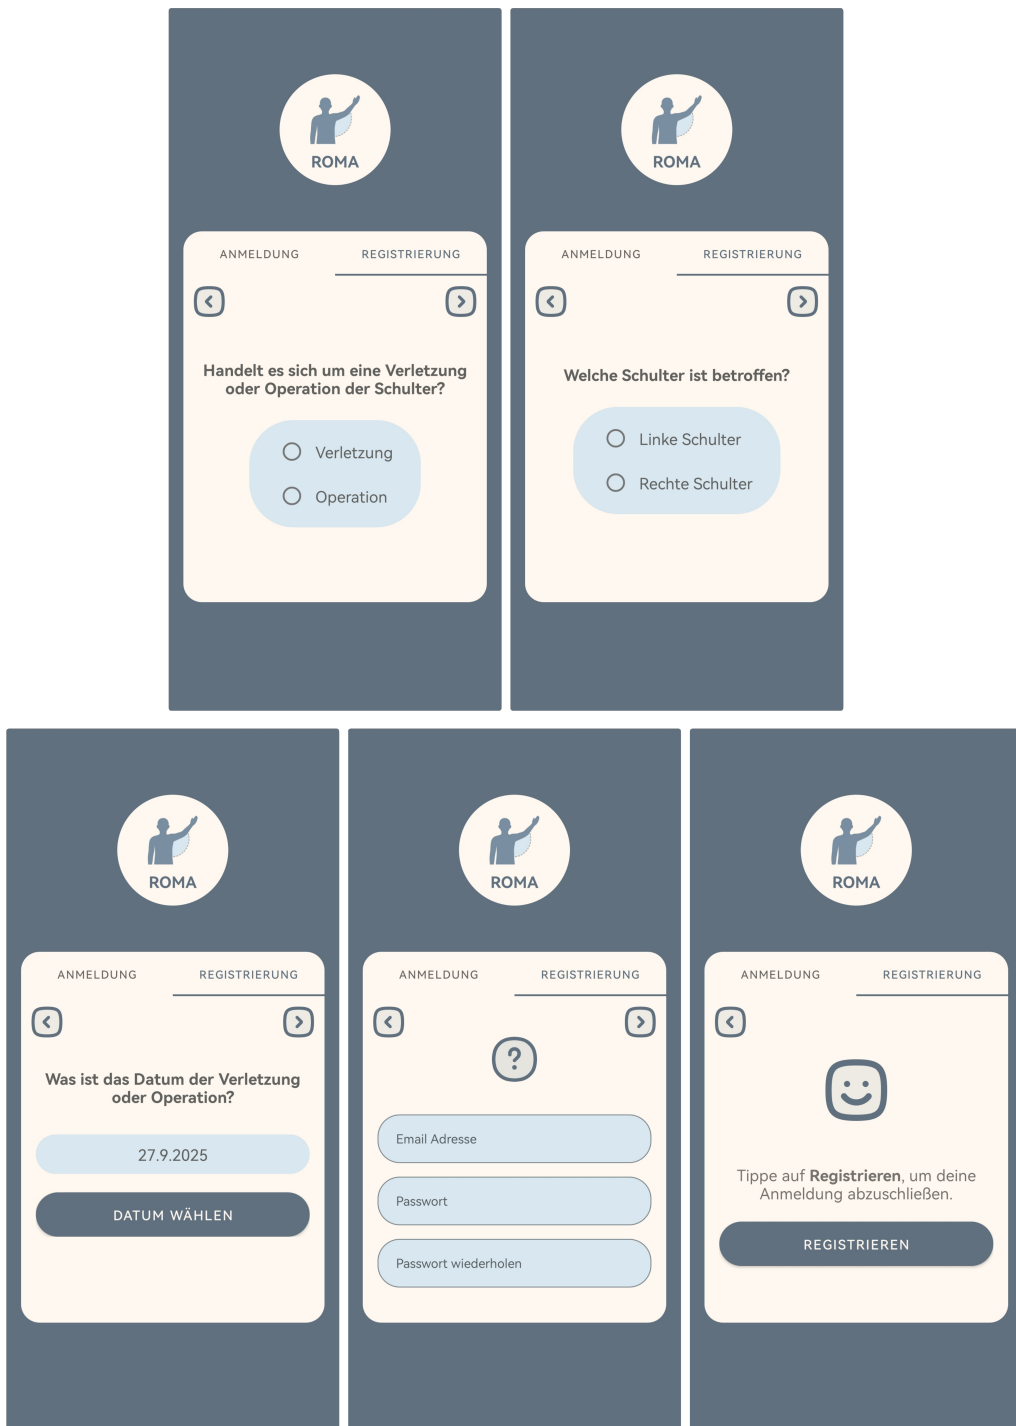 ROMA
ANMELDUNG
REGISTRIERUNG
Handelt es sich um eine Verletzung
oder Operation der Schulter?
Verletzung
Operation
ROMA
ANMELDUNG
REGISTRIERUNG
Welche Schulter ist betroffen?
Linke Schulter
Rechte Schulter
ROMA
ANMELDUNG
REGISTRIERUNG
Was ist das Datum der Verletzung
oder Operation?
27.9.2025
DATUM WÄHLEN
ROMA
ANMELDUNG
REGISTRIERUNG
?
Email Adresse
Passwort
Passwort wiederholen
ROMA
ANMELDUNG
REGISTRIERUNG
Tippe auf Registrieren, um deine
Anmeldung abzuschließen.
REGISTRIEREN